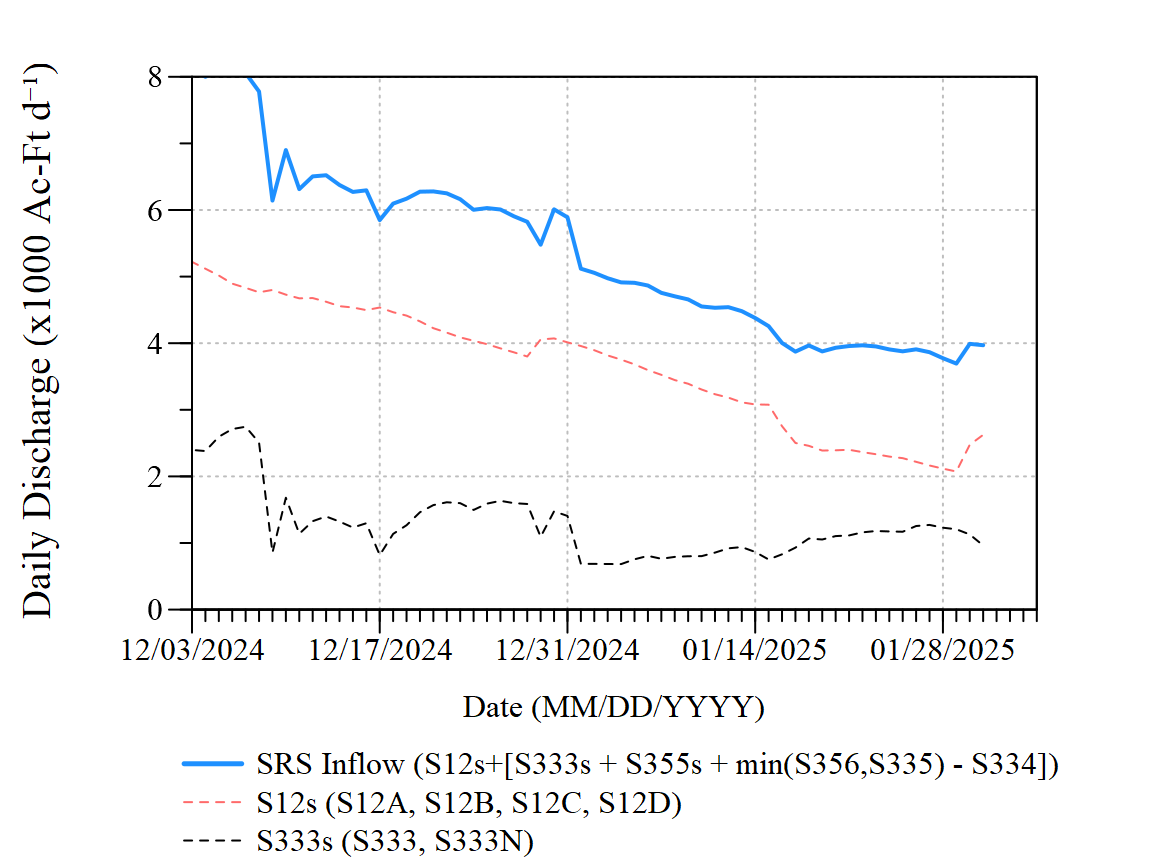 Daily Discharge (x1000 Ac-Ft d⁻¹)
8
6
4
2
0
12/03/2024 12/17/2024 12/31/2024 01/14/2025 01/28/2025
Date (MM/DD/YYYY)
SRS Inflow (S12s+[S333s + S355s + min(S356,S335) - S334])
S12s (S12A, S12B, S12C, S12D)
S333s (S333, S333N)